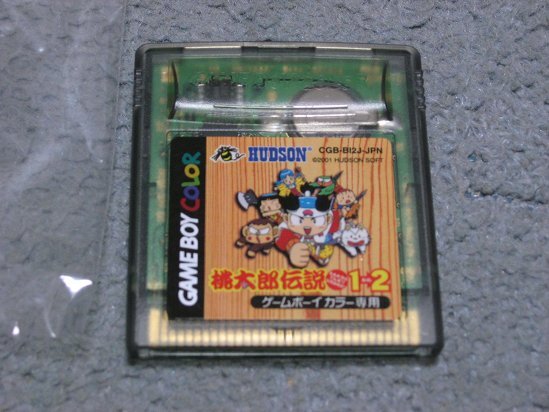 HUDSON®
CGB-BI2J-JPN
©2001 HUDSON SOFT
GAME BOY COLOR
桃太郎伝説 1→2
ゲームボーイカラー専用